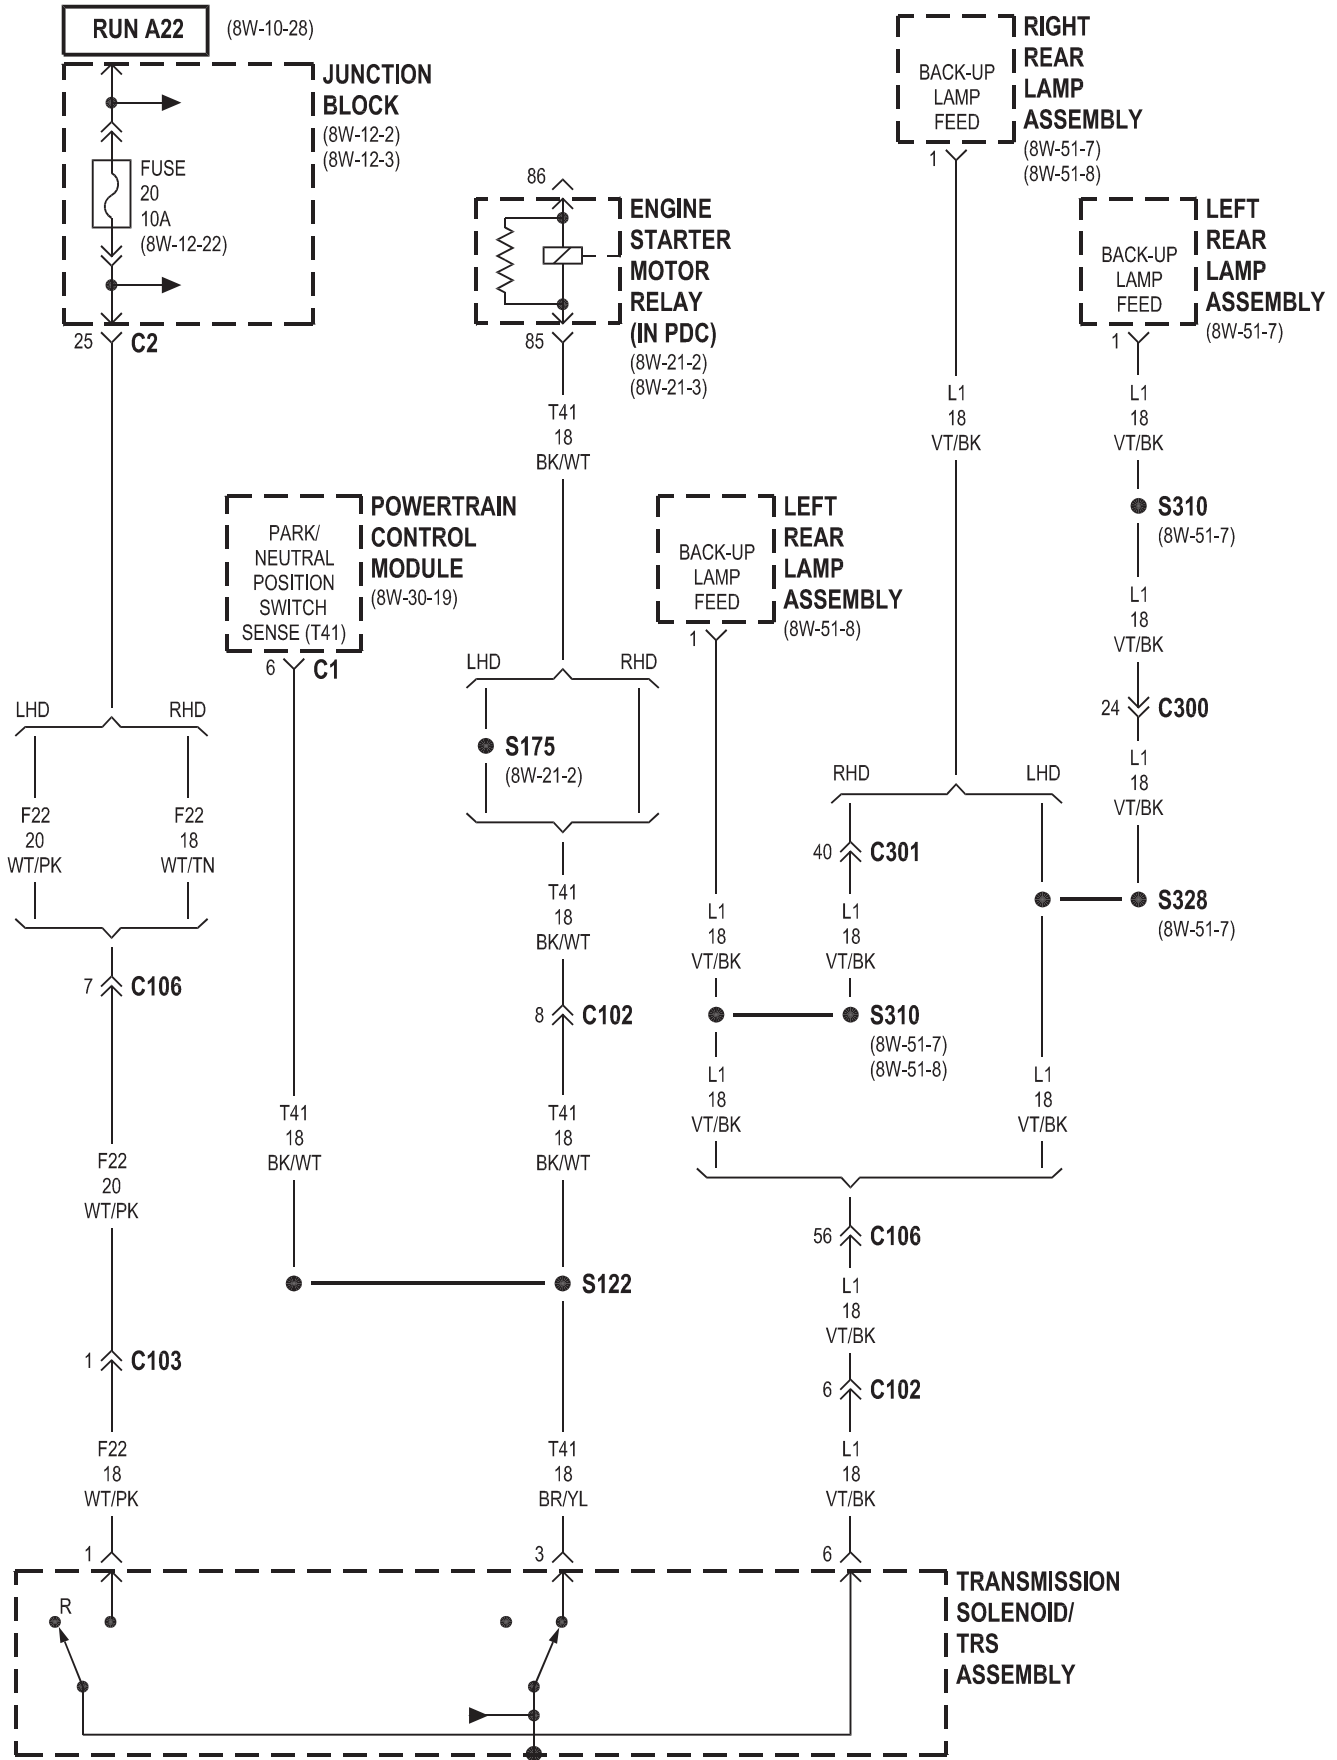 RUN A22
(8W-10-28)
JUNCTION
BLOCK
(8W-12-2)
(8W-12-3)
FUSE
20
10A
(8W-12-22)
25
C2
86
ENGINE
STARTER
MOTOR
RELAY
(IN PDC)
(8W-21-2)
(8W-21-3)
85
T41
18
BK/WT
BACK-UP
LAMP
FEED
RIGHT
REAR
LAMP
ASSEMBLY
(8W-51-7)
(8W-51-8)
1
L1
18
VT/BK
BACK-UP
LAMP
FEED
LEFT
REAR
LAMP
ASSEMBLY
(8W-51-7)
1
L1
18
VT/BK
S310
(8W-51-7)
L1
18
VT/BK
24
C300
L1
18
VT/BK
PARK/
NEUTRAL
POSITION
SWITCH
SENSE (T41)
POWERTRAIN
CONTROL
MODULE
(8W-30-19)
6
C1
BACK-UP
LAMP
FEED
LEFT
REAR
LAMP
ASSEMBLY
(8W-51-8)
1
LHD
RHD
F22
20
WT/PK
F22
18
WT/TN
LHD
RHD
S175
(8W-21-2)
T41
18
BK/WT
RHD
LHD
40
C301
S328
(8W-51-7)
L1
18
VT/BK
L1
18
VT/BK
7
C106
8
C102
S310
(8W-51-7)
(8W-51-8)
L1
18
VT/BK
L1
18
VT/BK
T41
18
BK/WT
T41
18
BK/WT
F22
20
WT/PK
56
C106
S122
L1
18
VT/BK
1
C103
6
C102
F22
18
WT/PK
T41
18
BR/YL
L1
18
VT/BK
1
3
6
R
TRANSMISSION
SOLENOID/
TRS
ASSEMBLY